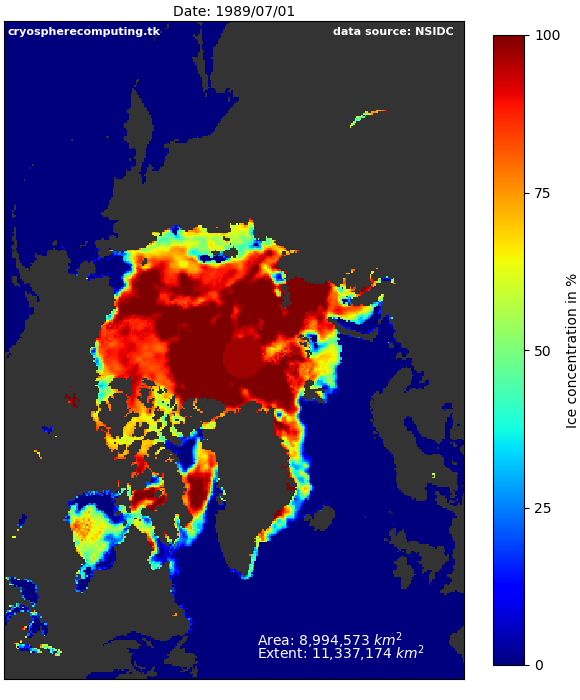 Date: 1989/07/01
cryospherecomputing.tk
data source: NSIDC
100
75
50
25
0
Ice concentration in %
Area: 8,994,573 km²
Extent: 11,337,174 km²